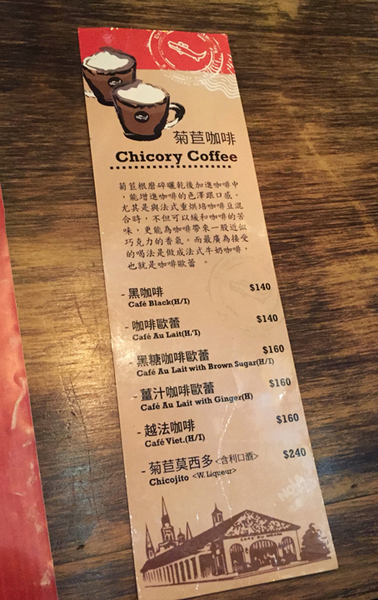 菊苣咖啡
Chicory Coffee
菊苣根磨碎曬乾後加進咖啡中,
能增進咖啡的色澤跟口感。
尤其是與法式重烘培咖啡豆混
合時,不但可以緩和咖啡的苦
味,更能為咖啡帶來一股近似
巧克力的香氣。而最廣為接受
的喝法是做成法式牛奶咖啡,
也就是咖啡歐蕾。
- 黑咖啡 $140
Café Black(H/I)
- 咖啡歐蕾 $140
Café Au Lait(H/I)
黑糖咖啡歐蕾 $160
Café Au Lait with Brown Sugar(H/I)
- 薑汁咖啡歐蕾 $160
Café Au Lait with Ginger(H)
- 越法咖啡 $160
Café Viet.(H/I)
- 菊苣莫西多<含利口酒> $240
Chicojito <W. Liqueur>